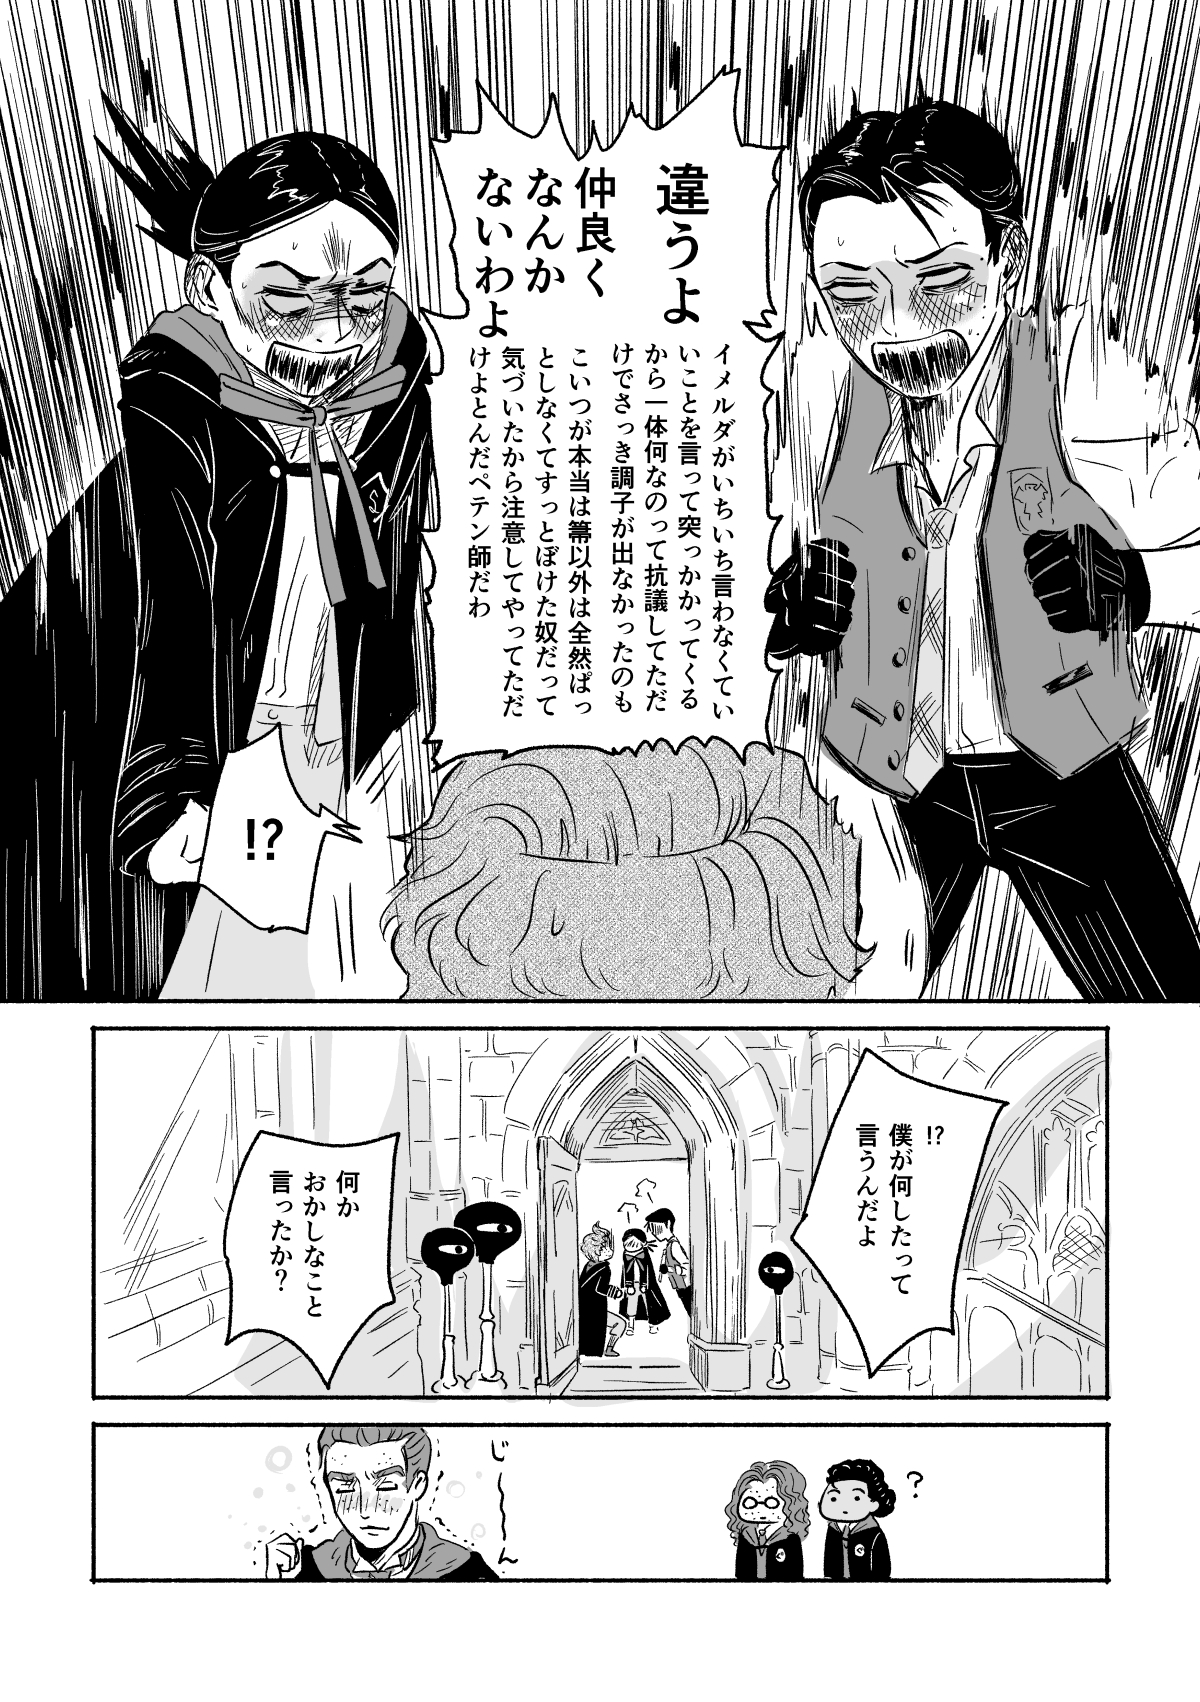 違うよ
仲良く
なんか
ないわよ
イメルダがいちいち言わなくてい
いことを言って突っかかってくる
から一体何なのって抗議してただ
けでさっき調子が出なかったのも
こいつが本当は箒以外は全然ぱっ
としなくてすっとぼけた奴だって
気づいたから注意してやってただ
けよとんだペテン師だわ
!?
!?
僕が何したって
言うんだよ
何か
おかしなこと
言ったか？
？
じ〜〜ん